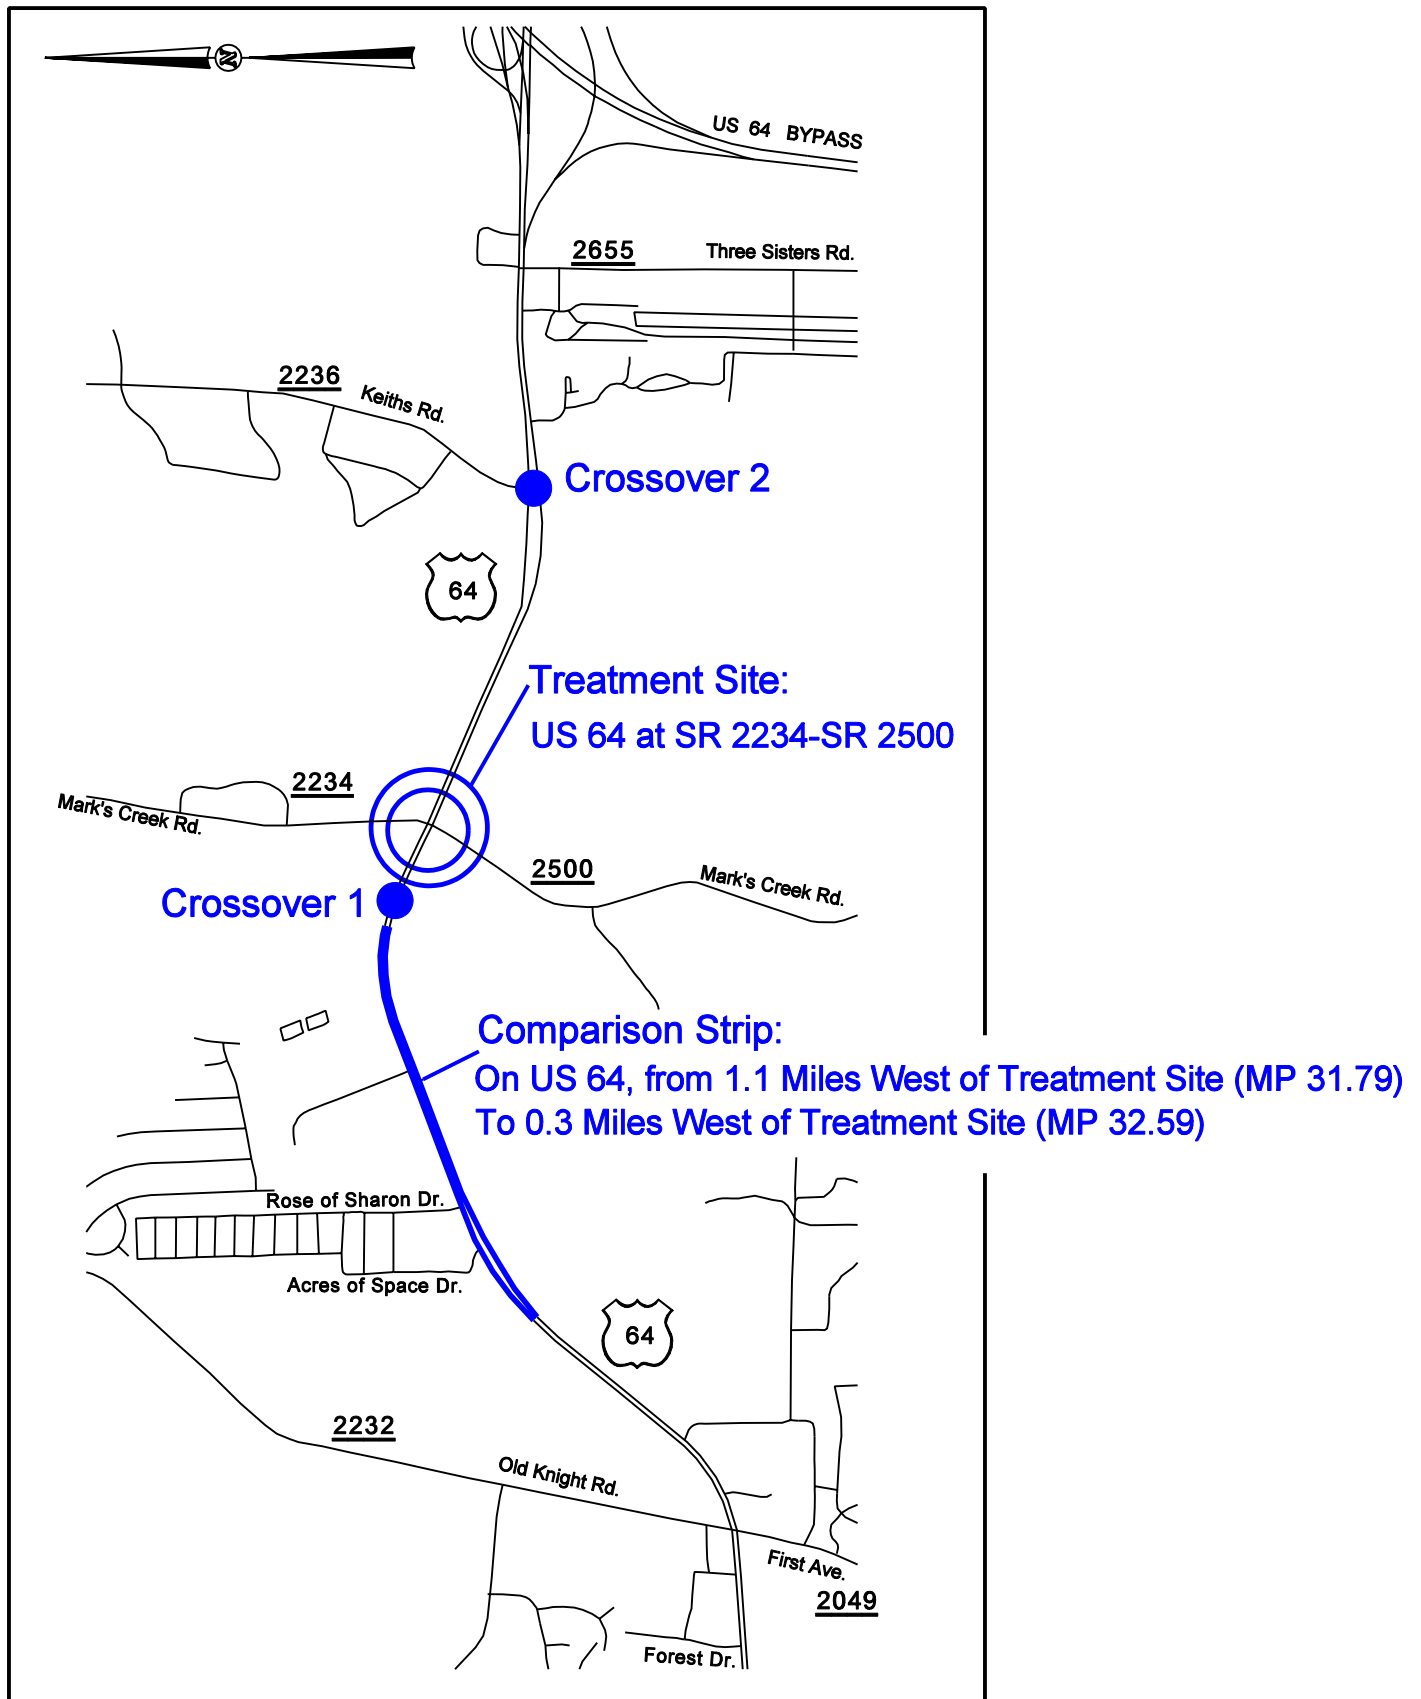 N
US 64 BYPASS
2655
Three Sisters Rd.
2236
Keiths Rd.
Crossover 2
64
Treatment Site:
US 64 at SR 2234-SR 2500
2234
Mark's Creek Rd.
2500
Mark's Creek Rd.
Crossover 1
Comparison Strip:
On US 64, from 1.1 Miles West of Treatment Site (MP 31.79)
To 0.3 Miles West of Treatment Site (MP 32.59)
Rose of Sharon Dr.
Acres of Space Dr.
64
2232
Old Knight Rd.
First Ave.
2049
Forest Dr.